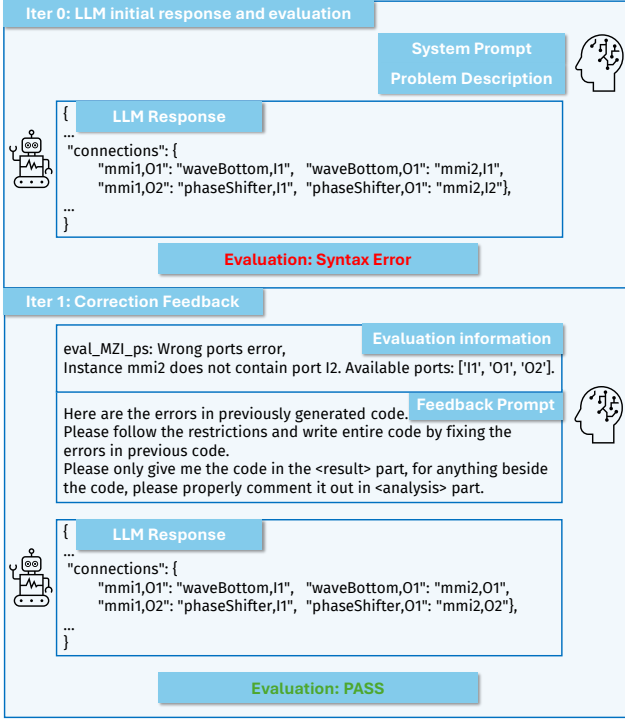 Iter 0: LLM initial response and evaluation
System Prompt
Problem Description
LLM Response
{
...
"connections": {
"mmi1,O1": "waveBottom,I1", "waveBottom,O1": "mmi2,I1",
"mmi1,O2": "phaseShifter,I1", "phaseShifter,O1": "mmi2,I2"},
...
}
Evaluation: Syntax Error
Iter 1: Correction Feedback
Evaluation information
eval_MZI_ps: Wrong ports error,
Instance mmi2 does not contain port I2. Available ports: ['I1', 'O1', 'O2'].
Feedback Prompt
Here are the errors in previously generated code.
Please follow the restrictions and write entire code by fixing the
errors in previous code.
Please only give me the code in the <result> part, for anything beside
the code, please properly comment it out in <analysis> part.
LLM Response
{
...
"connections": {
"mmi1,O1": "waveBottom,I1", "waveBottom,O1": "mmi2,O1",
"mmi1,O2": "phaseShifter,I1", "phaseShifter,O1": "mmi2,O2"},
...
}
Evaluation: PASS